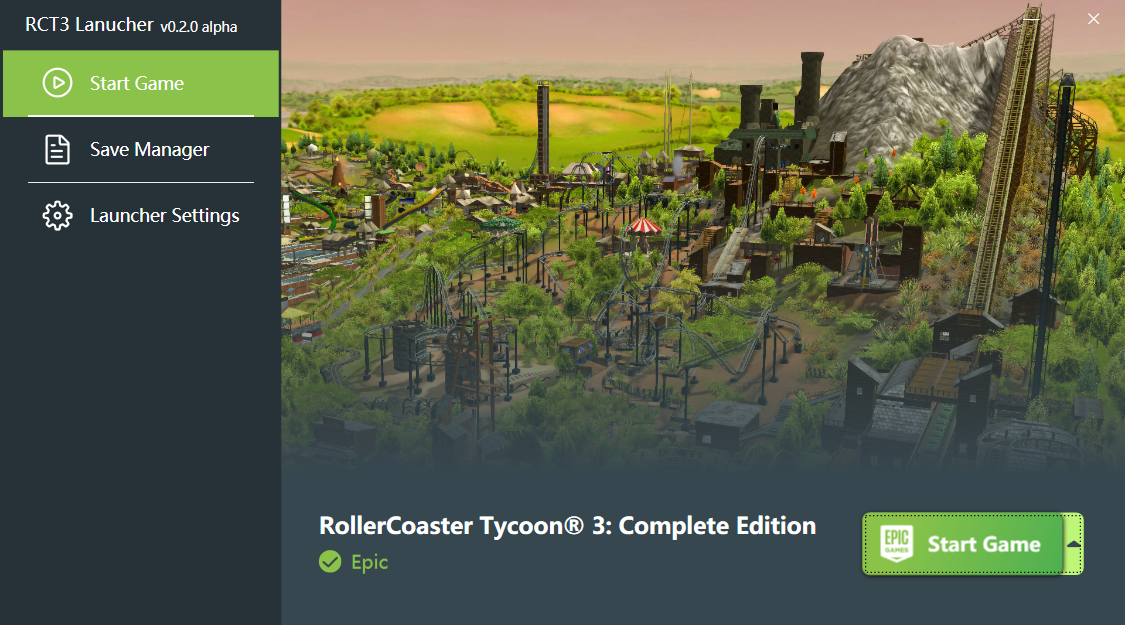 RCT3 Lanucher v0.2.0 alpha
Start Game
Save Manager
Launcher Settings
RollerCoaster Tycoon® 3: Complete Edition
Epic
EPIC
GAMES
Start Game